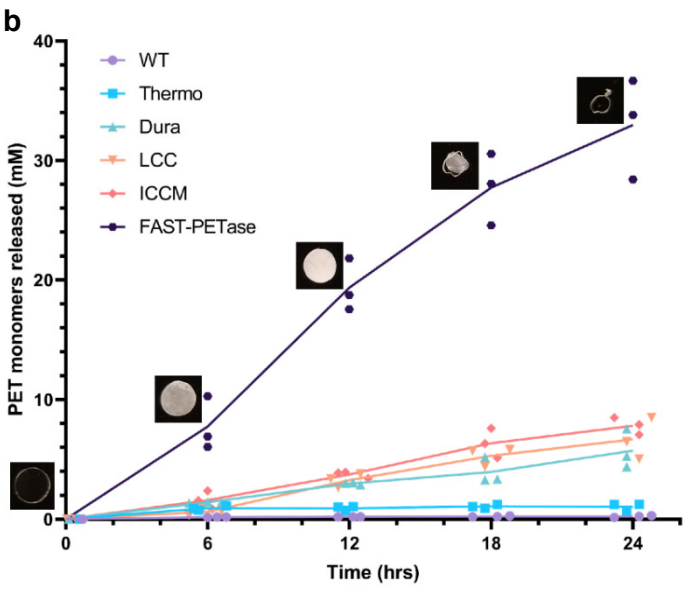 b
40
30
20
10
0
PET monomers released (mM)
WT
Thermo
Dura
LCC
ICCM
FAST-PETase
0 6 12 18 24
Time (hrs)